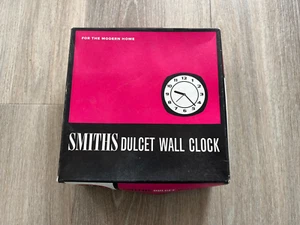 FOR THE MODERN HOME
SMITHS DULCET WALL CLOCK